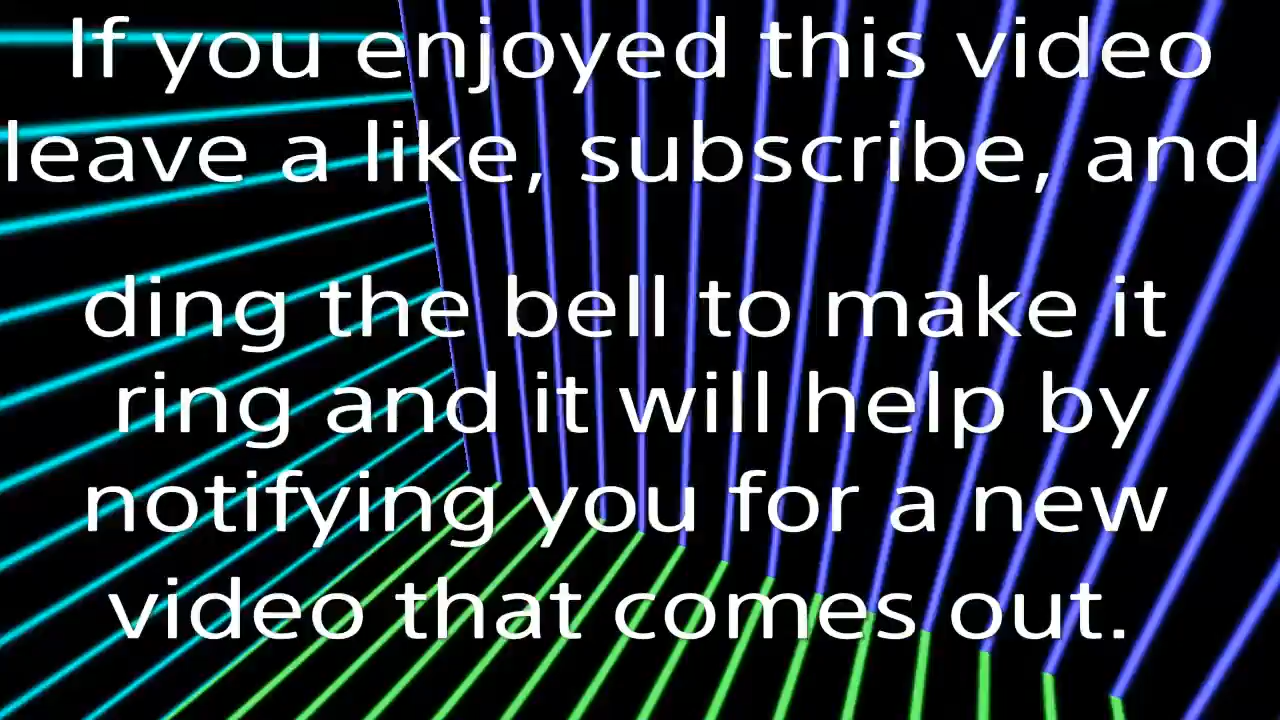 If you enjoyed this video
leave a like, subscribe, and
ding the bell to make it
ring and it will help by
notifying you for a new
video that comes out.